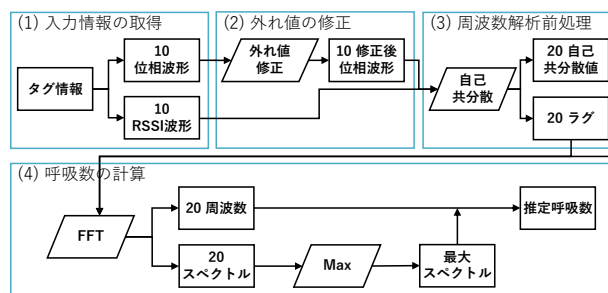 (1) 入力情報の取得
タグ情報
10
位相波形
10
RSSI波形
(2) 外れ値の修正
外れ値
修正
10 修正後
位相波形
(3) 周波数解析前処理
自己
共分散
20 自己
共分散値
20 ラグ
(4) 呼吸数の計算
FFT
20 周波数
20
スペクトル
Max
最大
スペクトル
推定呼吸数